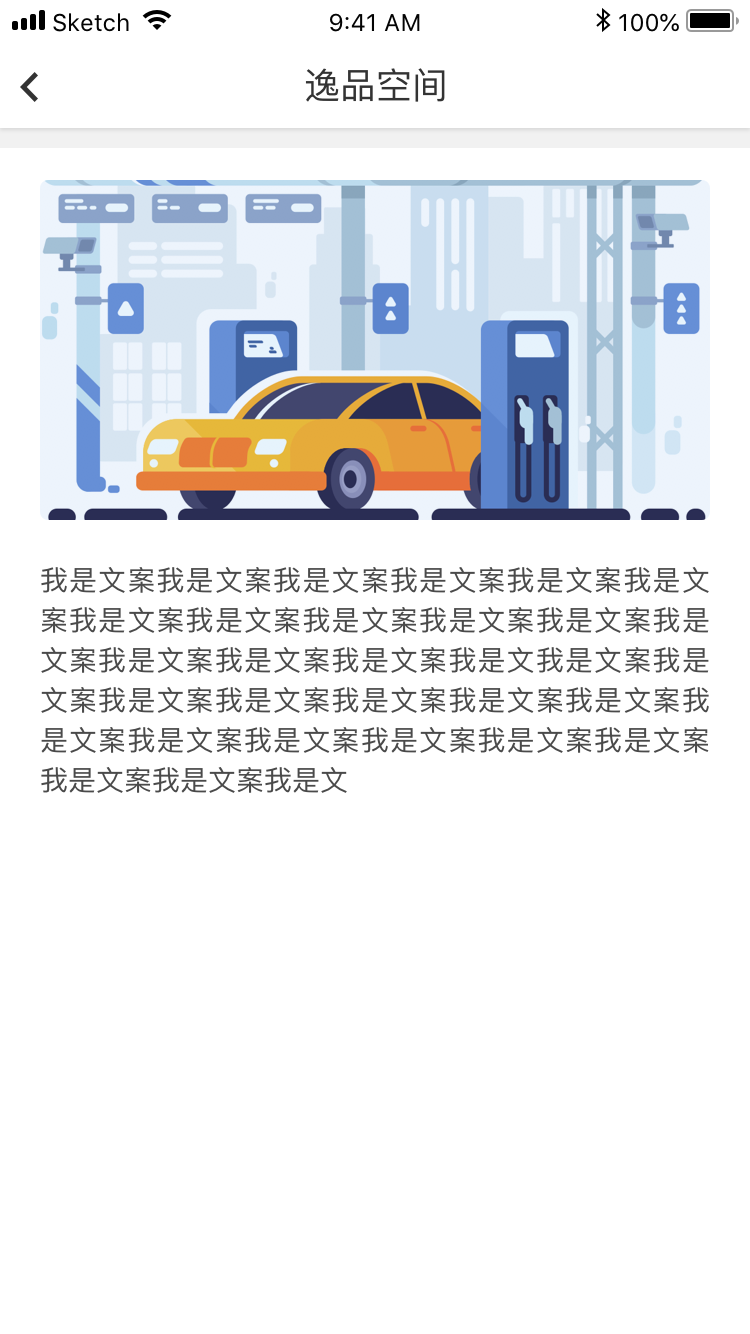 Sketch 9:41 AM 100%
逸品空间
我是文案我是文案我是文案我是文案我是文案我是文
案我是文案我是文案我是文案我是文案我是文案我是
文案我是文案我是文案我是文案我是文我是文案我是
文案我是文案我是文案我是文案我是文案我是文案我
是文案我是文案我是文案我是文案我是文案我是文案
我是文案我是文案我是文